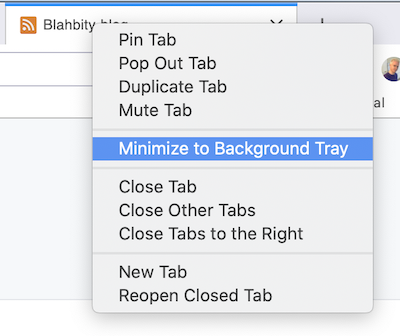 Blahbity blog
Pin Tab
Pop Out Tab
Duplicate Tab
Mute Tab
Minimize to Background Tray
Close Tab
Close Other Tabs
Close Tabs to the Right
New Tab
Reopen Closed Tab